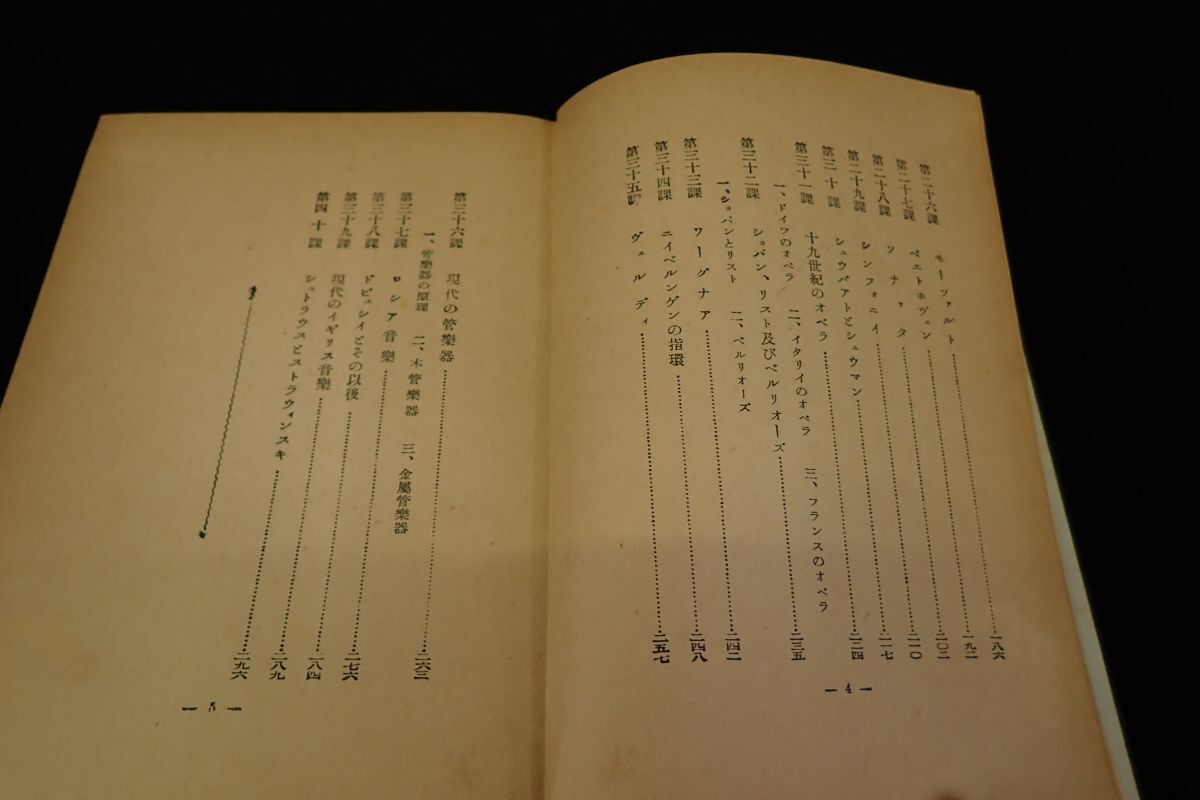 第二十六課 モーツァルト……一八六
第二十七課 ベエトホヴェン……一九二
第二十八課 ソナァタ……二〇二
第二十九課 シンフォニイ……二一〇
第三十課 シュウバアトとシュウマン……二一七
第三十一課 十九世紀のオペラ……二二四
一、ドイツのオペラ 二、イタリイのオペラ 三、フランスのオペラ
第三十二課 ショパン、リスト及びベルリオーズ……二三五
一、ショパンとリスト 二、ベルリオーズ
第三十三課 ワーグナア……二四二
第三十四課 ニイベルンゲンの指環……二四八
第三十五課 ヴェルディ……二五七
— 4 —
第三十六課 現代の管樂器……二六三
一、管樂器の原理 二、木管樂器 三、金屬管樂器
第三十七課 ロシア音樂……二七六
第三十八課 ドビュシイとその以後……二八四
第三十九課 現代のイギリス音樂……二八九
第四十課 シュトラウスとストラウィンスキ……二九六
— 5 —